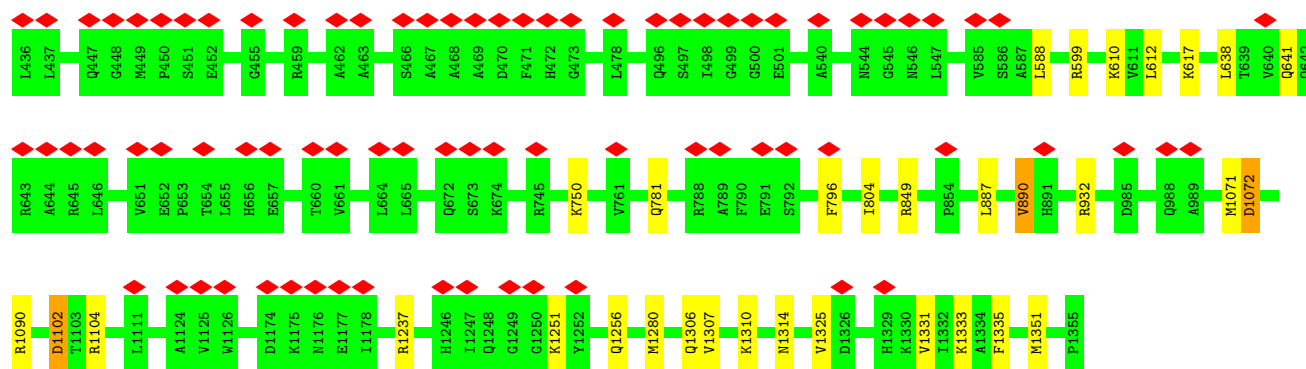 L436 L437 Q447 G448 M449 P450 S451 E452 G455 R459 A462 A463 S466 A467 A468 A469 D470 F471 H472 G473 L478 Q496 S497 I498 G499 G500 E501 A540 N544 G545 N546 L547 V585 S586 A587 L588 R599 K610 V611 L612 K617 L638 T639 V640 Q641
R643 A644 R645 L646 V651 E652 P653 T654 L655 H656 E657 T660 V661 L664 L665 Q672 S673 K674 R745 K750 V761 Q781 R788 A789 F790 E791 S792 F796 I804 R849 P854 L887 V890 H891 R932 D985 Q988 A989 M1071 D1072
R1090 D1102 T1103 R1104 L1111 A1124 V1125 W1126 D1174 K1175 N1176 E1177 I1178 R1237 H1246 I1247 Q1248 G1249 G1250 K1251 Y1252 Q1256 M1280 Q1306 V1307 K1310 N1314 V1325 D1326 H1329 K1330 V1331 I1332 K1333 A1334 F1335 M1351 P1355